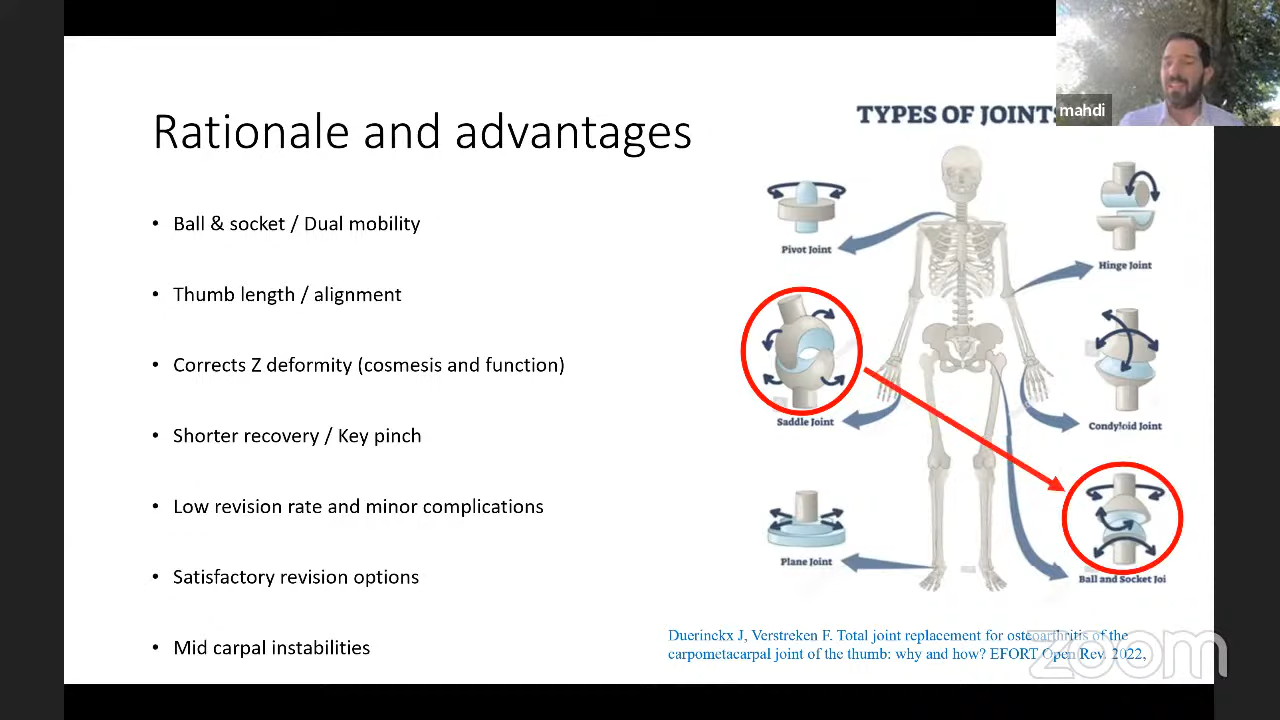 mahdi
TYPES OF JOINTS
Rationale and advantages
• Ball & socket / Dual mobility
• Thumb length / alignment
• Corrects Z deformity (cosmesis and function)
• Shorter recovery / Key pinch
• Low revision rate and minor complications
• Satisfactory revision options
• Mid carpal instabilities
Pivot Joint
Hinge Joint
Saddle Joint
Condyloid Joint
Plane Joint
Ball and Socket Joi
Duerinckx J, Verstreken F. Total joint replacement for osteoarthritis of the
carpometacarpal joint of the thumb: why and how? EFORT Open Rev. 2022,
zoom